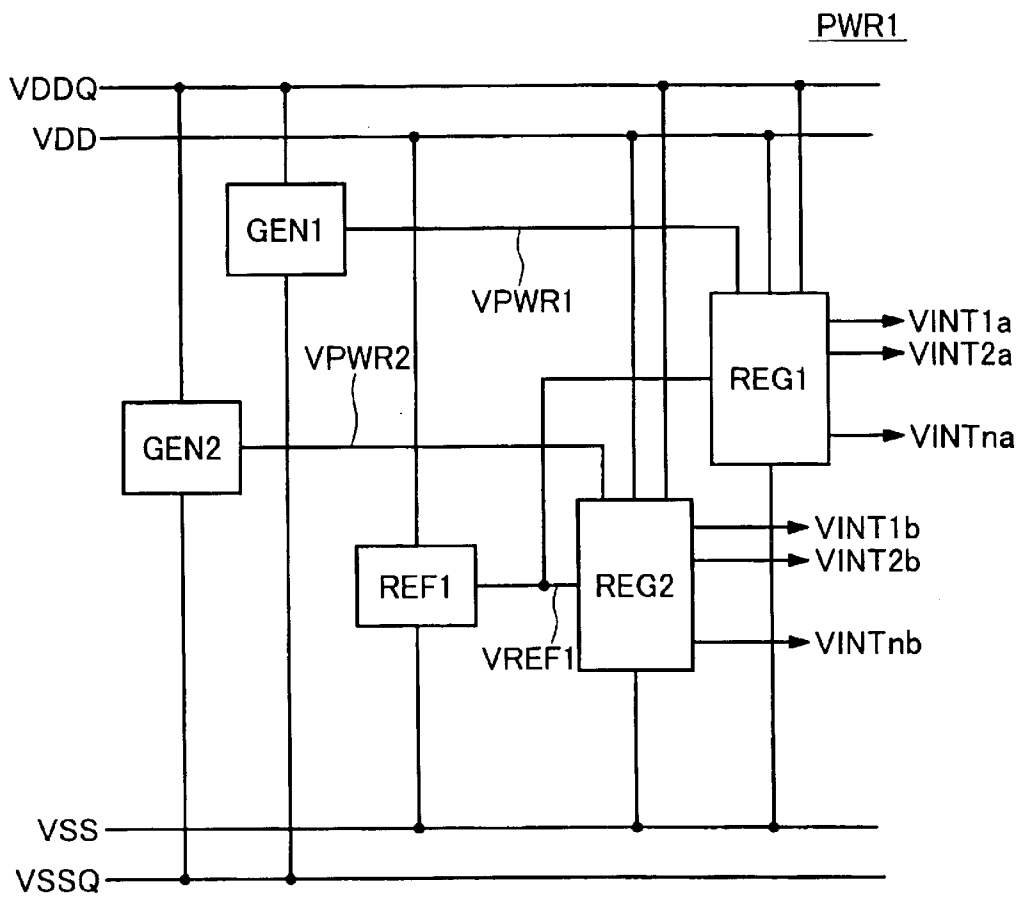 PWR1
VDDQ
VDD
GEN1
VPWR1
VINT1a
VPWR2
VINT2a
REG1
GEN2
VINTna
VINT1b
VINT2b
REF1
REG2
VREF1
VINTnb
VSS
VSSQ